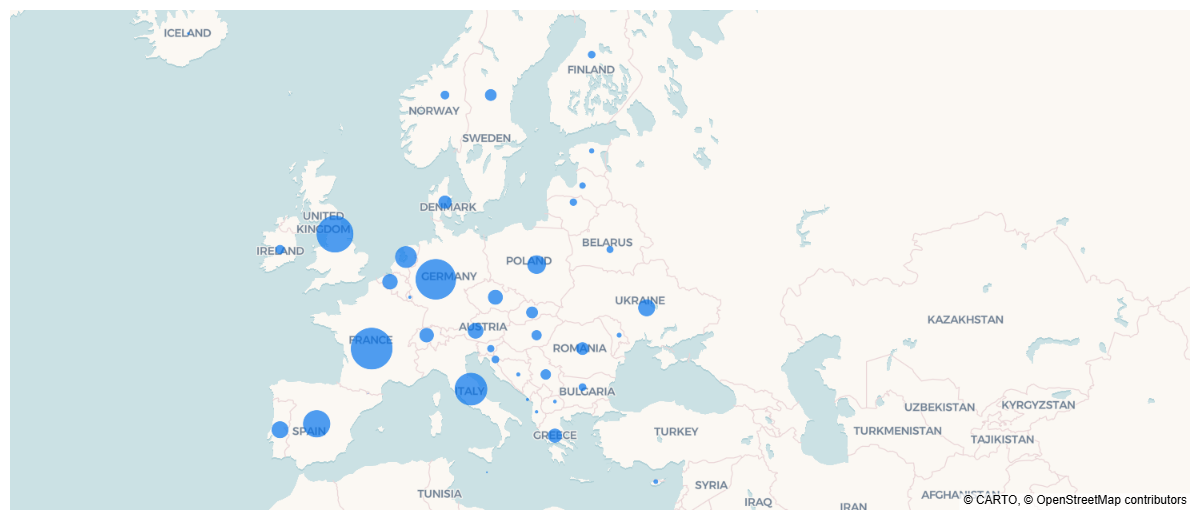 ICELAND
FINLAND
NORWAY
SWEDEN
DENMARK
UNITED
KINGDOM
IRELAND
BELARUS
POLAND
GERMANY
UKRAINE
KAZAKHSTAN
AUSTRIA
FRANCE
ROMANIA
ITALY
BULGARIA
UZBEKISTAN
KYRGYZSTAN
SPAIN
GREECE
TURKEY
TURKMENISTAN
TAJIKISTAN
SYRIA
TUNISIA
AFGHANISTAN
IRAQ
IRAN
© CARTO, © OpenStreetMap contributors